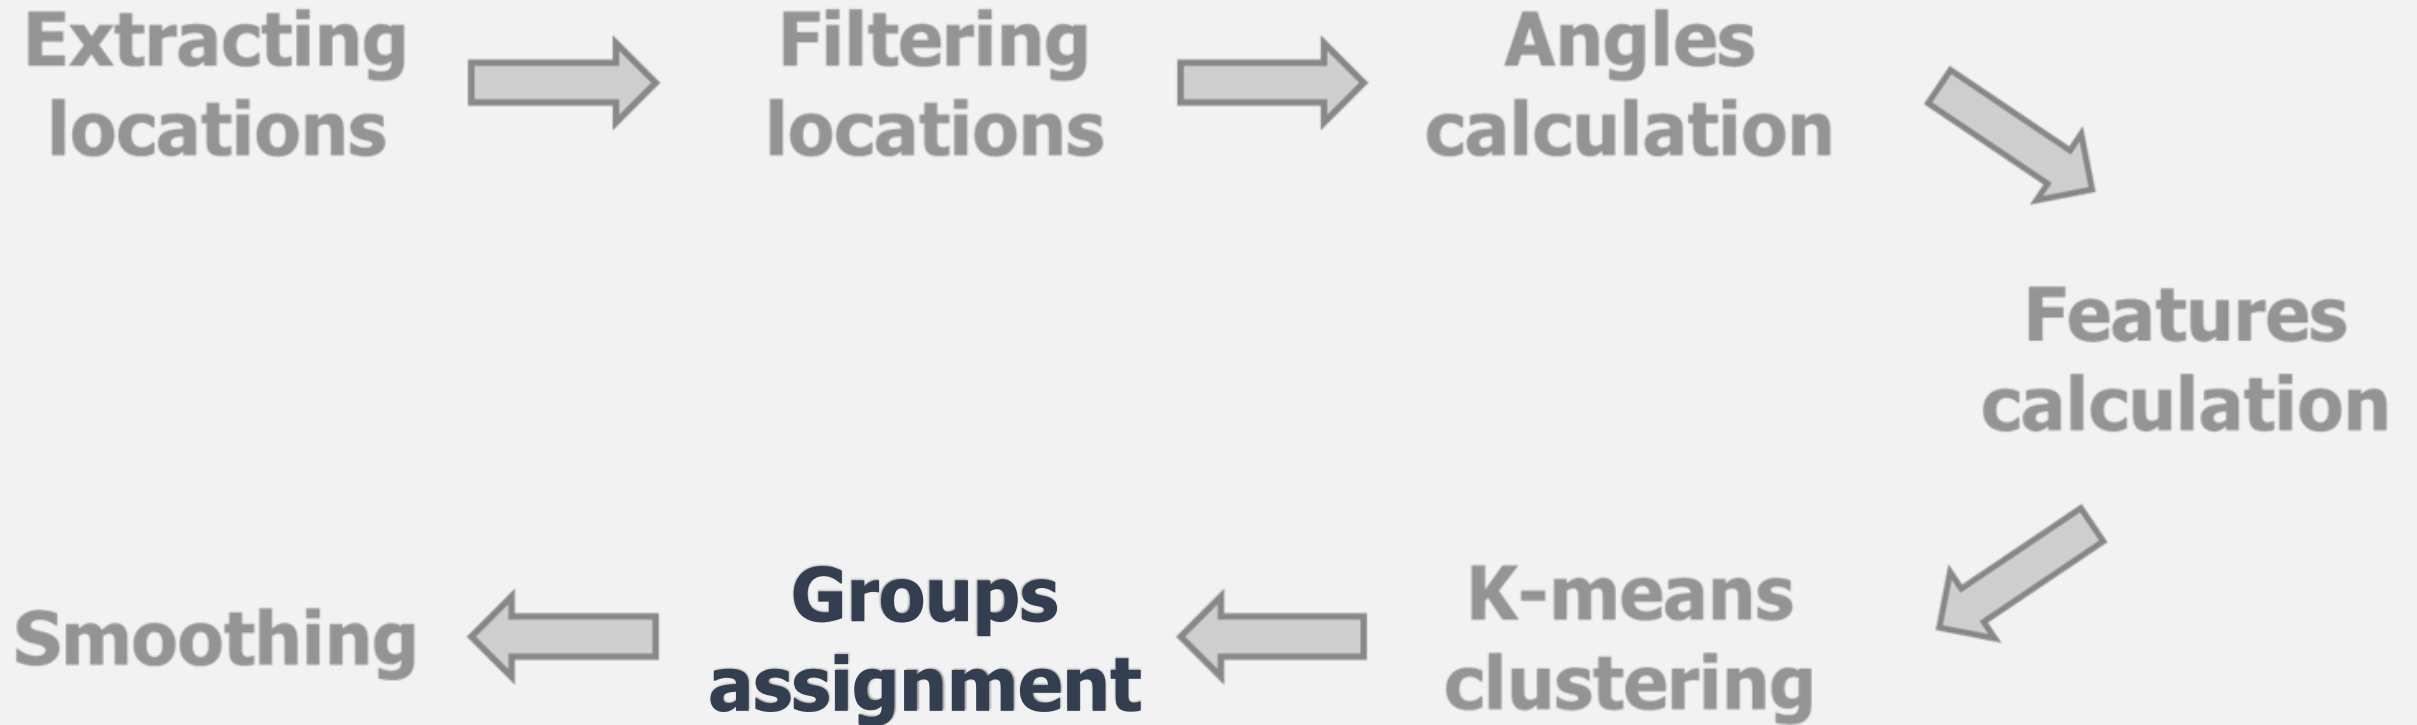 Extracting
locations
Filtering
locations
Angles
calculation
Features
calculation
K-means
clustering
Groups
assignment
Smoothing